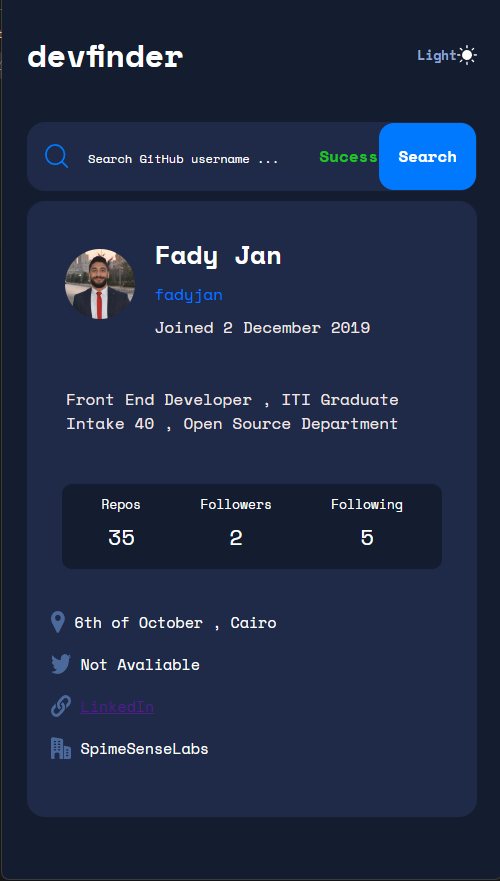 devfinder
Light
Search GitHub username ...
Sucess
Search
Fady Jan
fadyjan
Joined 2 December 2019
Front End Developer , ITI Graduate
Intake 40 , Open Source Department
Repos Followers Following
35 2 5
6th of October , Cairo
Not Avaliable
LinkedIn
SpimeSenseLabs